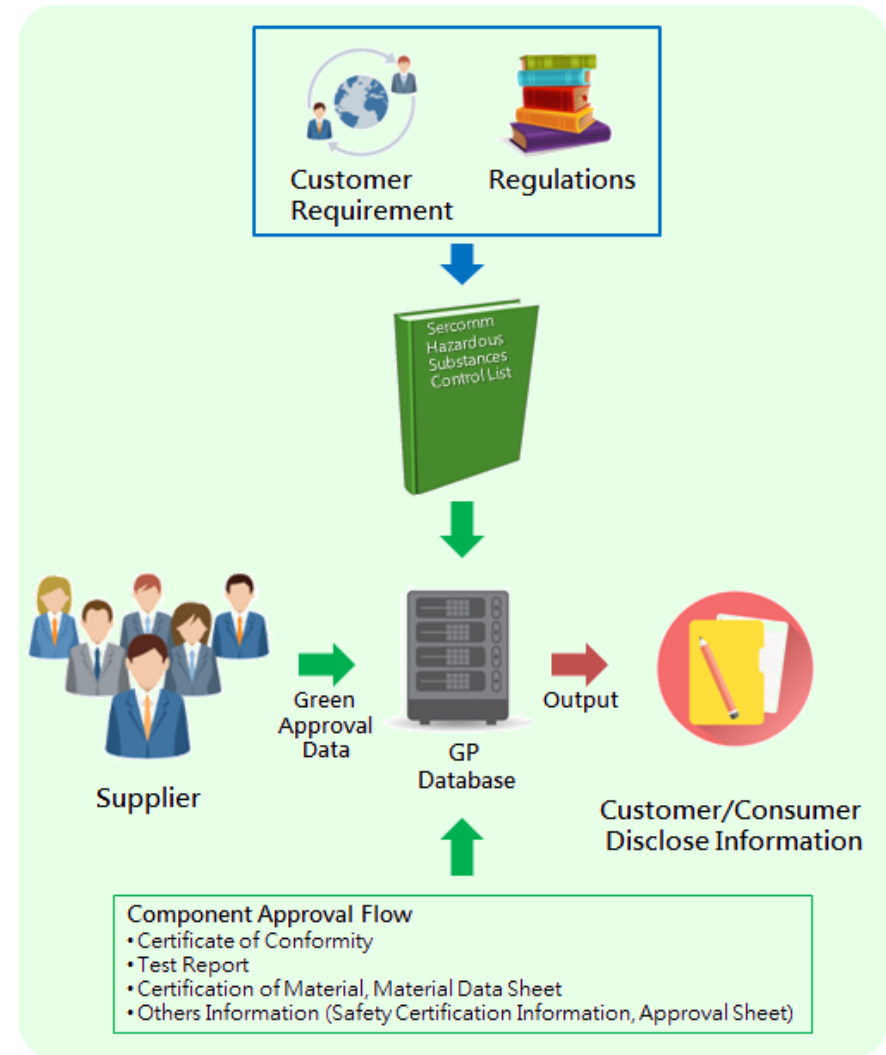 Customer
Requirement
Regulations
Sercomm
Hazardous
Substances
Control List
Green
Approval
Data
GP
Database
Output
Supplier
Customer/Consumer
Disclose Information
Component Approval Flow
• Certificate of Conformity
• Test Report
• Certification of Material, Material Data Sheet
• Others Information (Safety Certification Information, Approval Sheet)